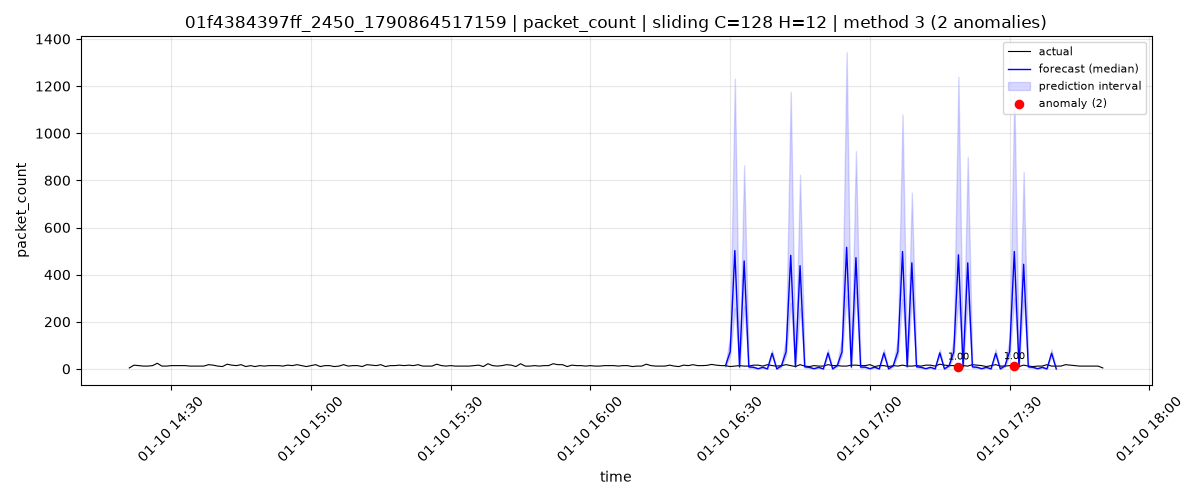 01f4384397ff_2450_1790864517159 | packet_count | sliding C=128 H=12 | method 3 (2 anomalies)
packet_count
1400
1200
1000
800
600
400
200
0
actual
forecast (median)
prediction interval
anomaly (2)
1.00
1.00
01-10 14:30
01-10 15:00
01-10 15:30
01-10 16:00
01-10 16:30
01-10 17:00
01-10 17:30
01-10 18:00
time